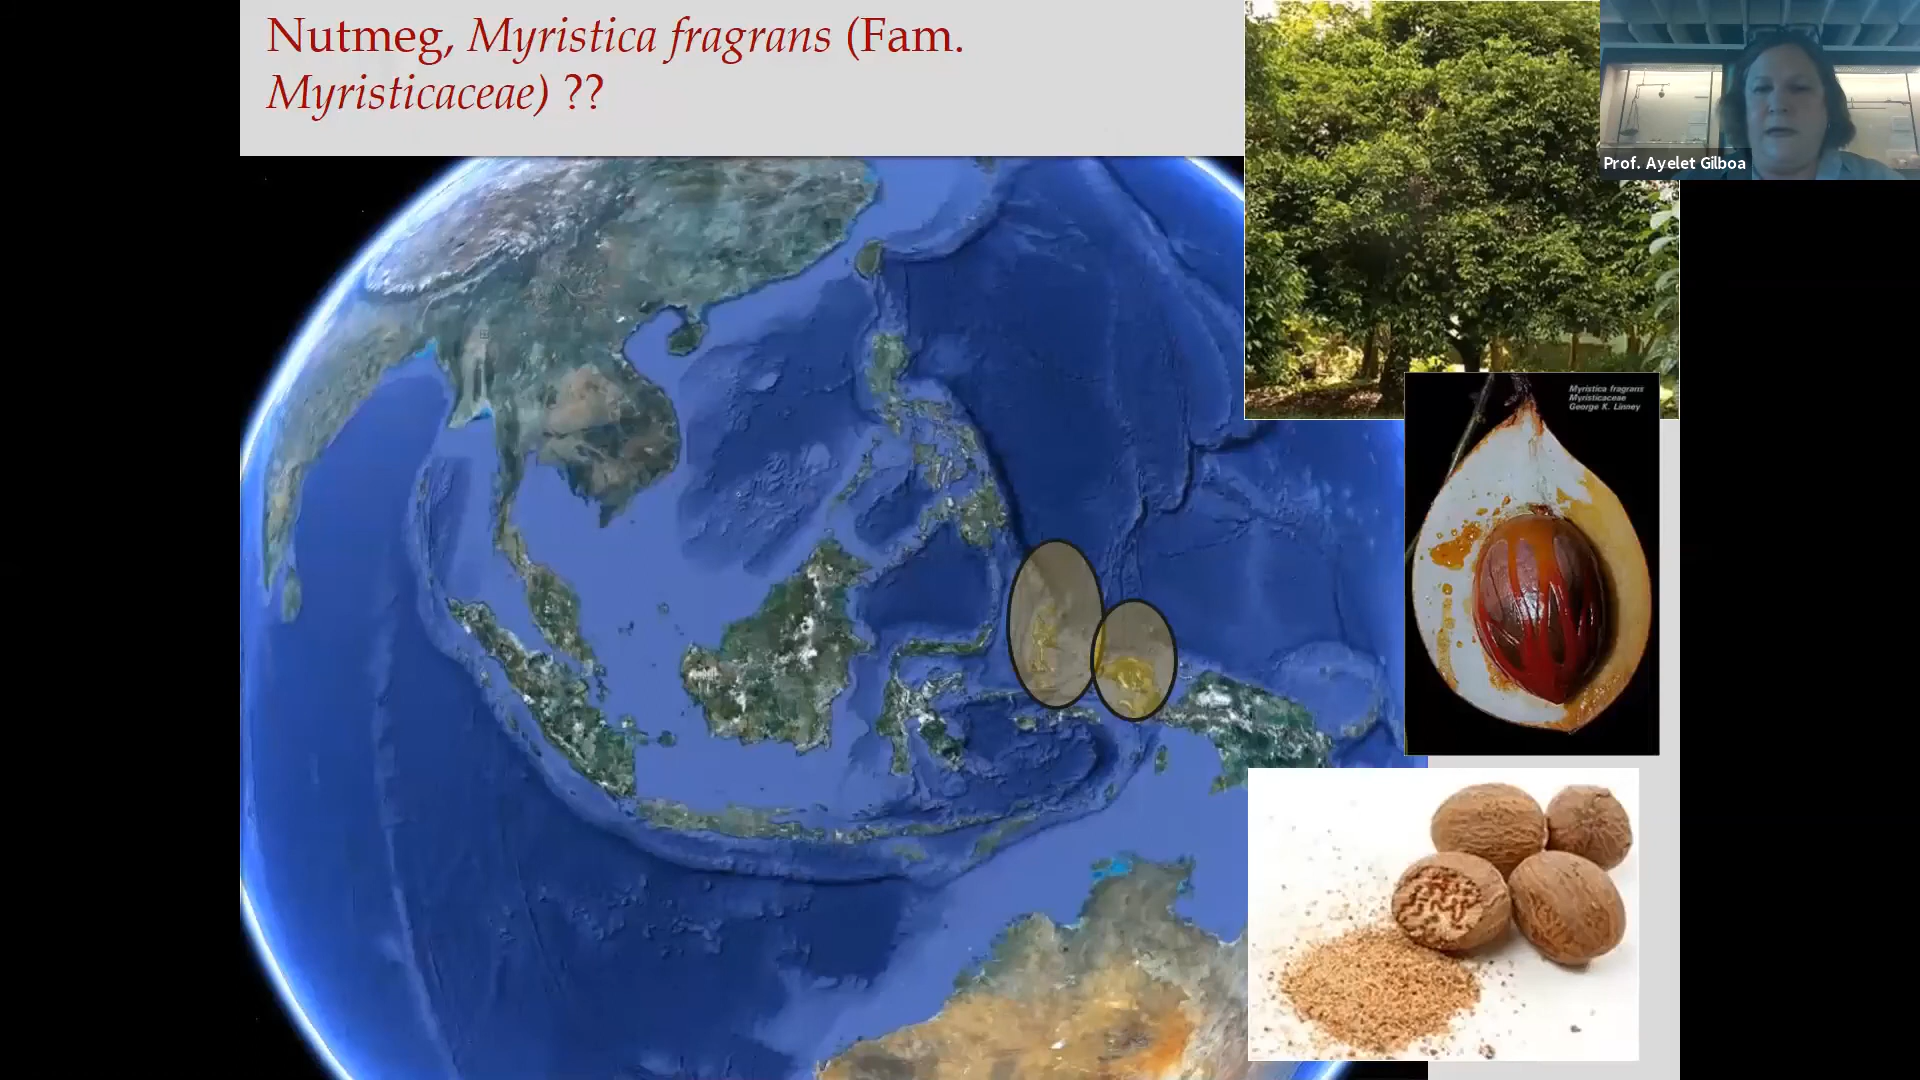 Nutmeg, Myristica fragrans (Fam.
Myristicaceae) ??
Prof. Ayelet Gilboa
Myristica fragrans
Myristicaceae
George K. Linney